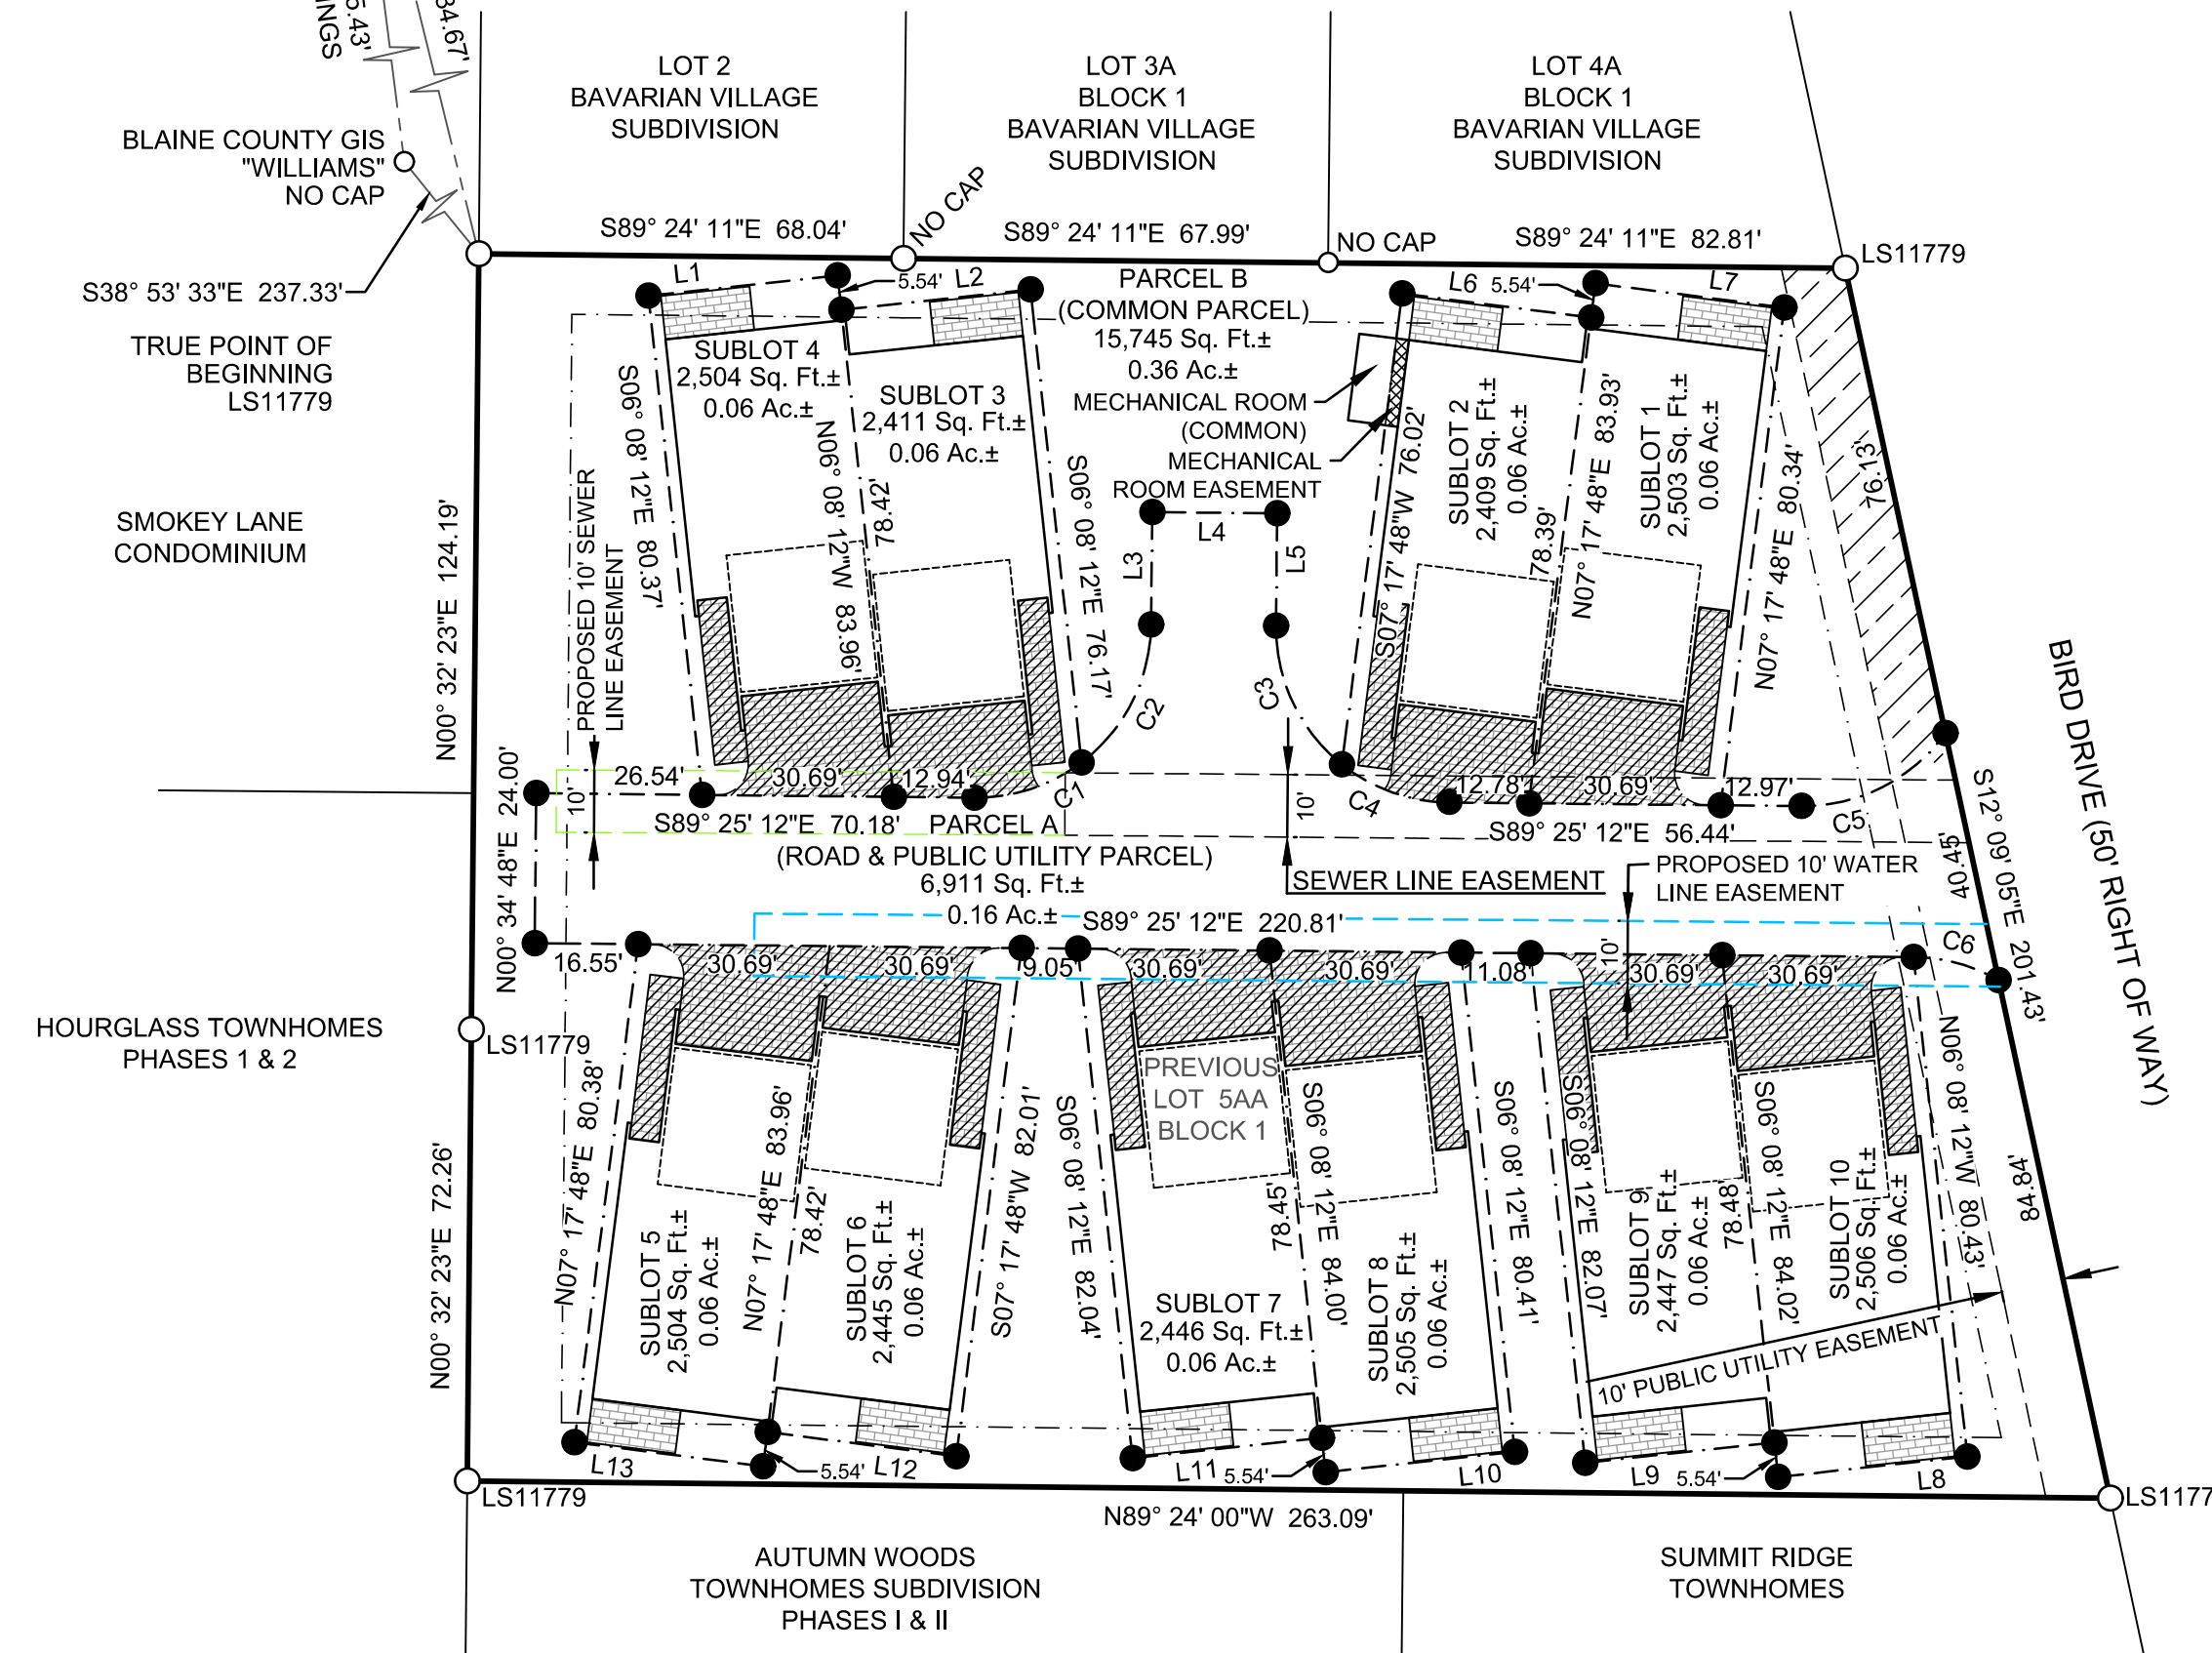 5.43'
INGS
34.67'
LOT 2
BAVARIAN VILLAGE
SUBDIVISION
LOT 3A
BLOCK 1
BAVARIAN VILLAGE
SUBDIVISION
LOT 4A
BLOCK 1
BAVARIAN VILLAGE
SUBDIVISION
BLAINE COUNTY GIS
"WILLIAMS"
NO CAP
S38° 53' 33"E 237.33'
TRUE POINT OF
BEGINNING
LS11779
S89° 24' 11"E 68.04'
NO CAP
S89° 24' 11"E 67.99'
NO CAP
S89° 24' 11"E 82.81'
LS11779
L1
5.54'
L2
PARCEL B
(COMMON PARCEL)
15,745 Sq. Ft.±
0.36 Ac.±
L6
5.54'
L7
SUBLOT 4
2,504 Sq. Ft.±
0.06 Ac.±
SUBLOT 3
2,411 Sq. Ft.±
0.06 Ac.±
MECHANICAL ROOM
(COMMON)
MECHANICAL
ROOM EASEMENT
SUBLOT 2
2,409 Sq. Ft.±
0.06 Ac.±
SUBLOT 1
2,503 Sq. Ft.±
0.06 Ac.±
S06° 08' 12"E 80.37'
N06° 08' 12"W 83.96'
78.42'
S06° 08' 12"E 76.17'
L3
L4
L5
C2
C3
S07° 17' 48"W 76.02'
78.39'
N07° 17' 48"E 83.93'
N07° 17' 48"E 80.34'
76.13'
SMOKEY LANE
CONDOMINIUM
N00° 32' 23"E 124.19'
PROPOSED 10' SEWER
LINE EASEMENT
BIRD DRIVE (50' RIGHT OF WAY)
S12° 09' 05"E 201.43'
N00° 34' 48"E 24.00'
26.54'
30.69'
12.94'
C1
10'
S89° 25' 12"E 70.18'
PARCEL A
(ROAD & PUBLIC UTILITY PARCEL)
6,911 Sq. Ft.±
0.16 Ac.±
10'
C4
12.78'
30.69'
12.97'
C5
S89° 25' 12"E 56.44'
40.45'
SEWER LINE EASEMENT
PROPOSED 10' WATER
LINE EASEMENT
S89° 25' 12"E 220.81'
16.55'
30.69'
30.69'
9.05'
30.69'
30.69'
11.08'
10'
30.69'
30.69'
C6
HOURGLASS TOWNHOMES
PHASES 1 & 2
LS11779
N00° 32' 23"E 72.26'
PREVIOUS
LOT 5AA
BLOCK 1
N07° 17' 48"E 80.38'
SUBLOT 5
2,504 Sq. Ft.±
0.06 Ac.±
N07° 17' 48"E 83.96'
78.42'
SUBLOT 6
2,445 Sq. Ft.±
0.06 Ac.±
S07° 17' 48"W 82.01'
S06° 08' 12"E 82.04'
SUBLOT 7
2,446 Sq. Ft.±
0.06 Ac.±
78.45'
S06° 08' 12"E 84.00'
SUBLOT 8
2,505 Sq. Ft.±
0.06 Ac.±
S06° 08' 12"E 80.41'
S06° 08' 12"E 82.07'
SUBLOT 9
2,447 Sq. Ft.±
0.06 Ac.±
78.48'
S06° 08' 12"E 84.02'
SUBLOT 10
2,506 Sq. Ft.±
0.06 Ac.±
N06° 08' 12"W 80.43'
84.84'
10' PUBLIC UTILITY EASEMENT
L13
5.54'
L12
L11
5.54'
L10
L9
5.54'
L8
LS11779
N89° 24' 00"W 263.09'
LS1177
AUTUMN WOODS
TOWNHOMES SUBDIVISION
PHASES I & II
SUMMIT RIDGE
TOWNHOMES